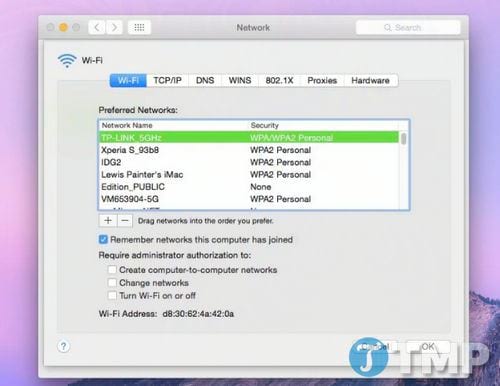 Network
Search
Wi-Fi
Wi-Fi TCP/IP DNS WINS 802.1X Proxies Hardware
Preferred Networks:
Network Name Security
TP-LINK_5GHz WPA/WPA2 Personal
Xperia S_93b8 WPA2 Personal
IDG2 WPA2 Personal
Lewis Painter's iMac WPA2 Personal
Edition_PUBLIC None
VM653904-5G WPA2 Personal
+ − Drag networks into the order you prefer.
Remember networks this computer has joined
Require administrator authorization to:
Create computer-to-computer networks
Change networks
Turn Wi-Fi on or off
Wi-Fi Address: d8:30:62:4a:42:0a
? Cancel OK
TMP